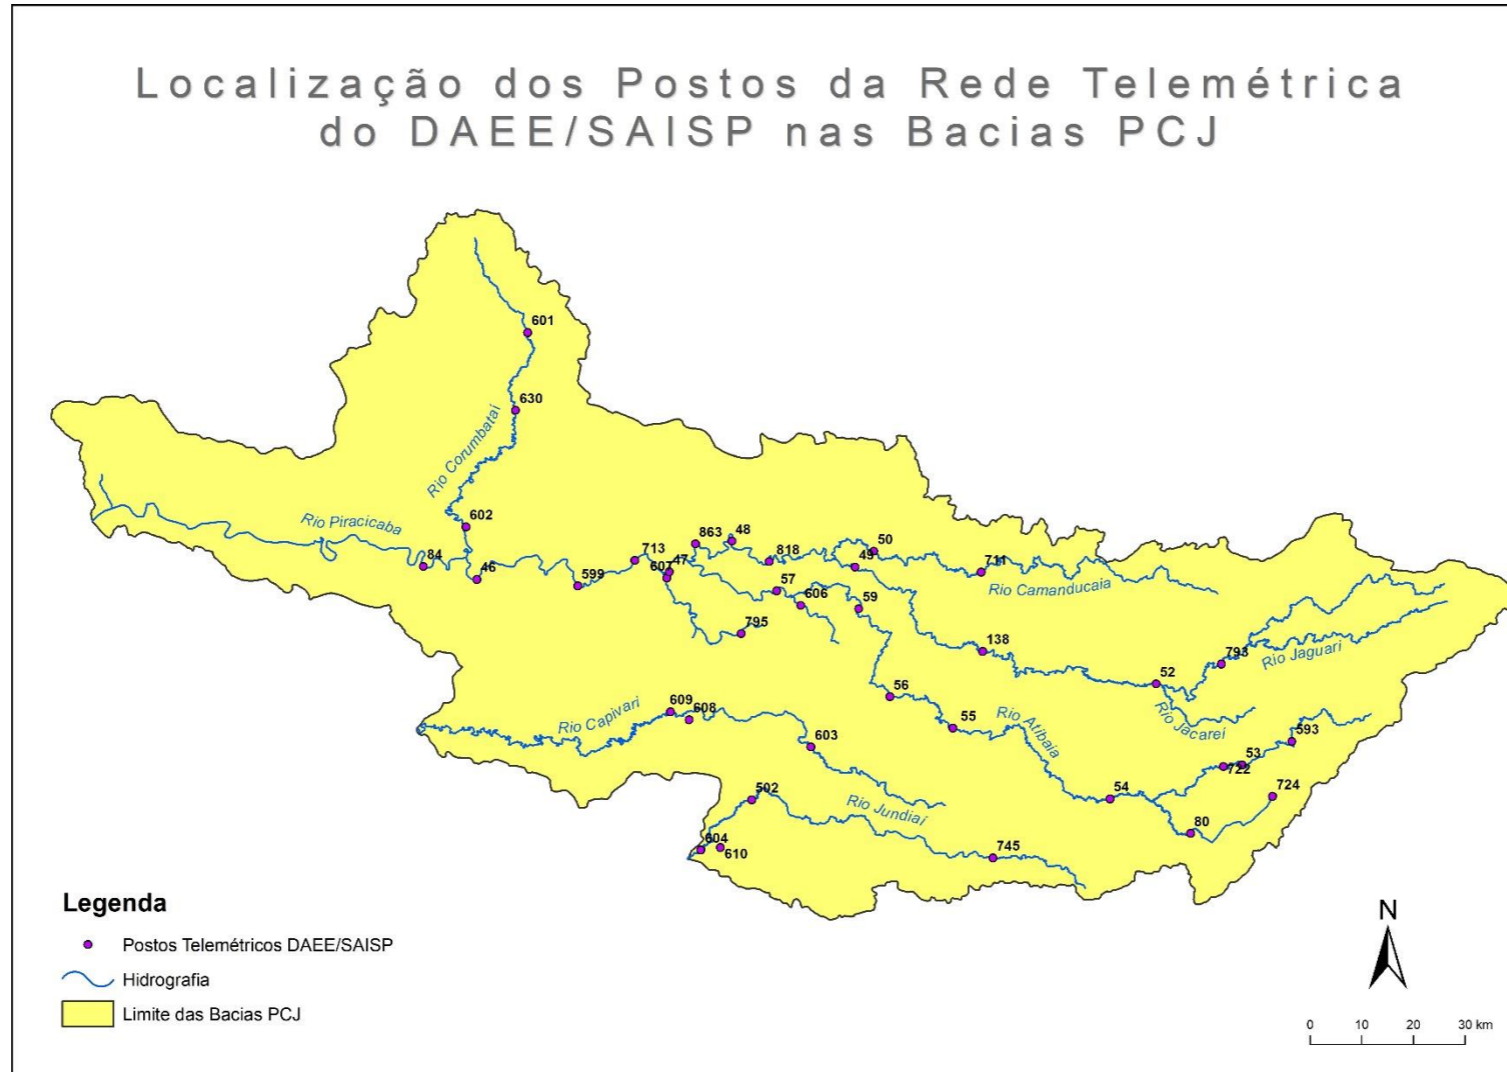 Localização dos Postos da Rede Telemétrica
do DAEE/SAISP nas Bacias PCJ
601
630
Rio Corumbataí
602
Rio Piracicaba
84
46
599
713
607
47
863
48
818
50
49
711
Rio Camanducaia
57
606
59
795
138
793
Rio Jaguari
52
Rio Jacareí
56
55
Rio Atibaia
609
608
Rio Capivari
603
593
53
722
724
54
80
502
Rio Jundiaí
604
610
745
Legenda
Postos Telemétricos DAEE/SAISP
Hidrografia
Limite das Bacias PCJ
N
0 10 20 30 km